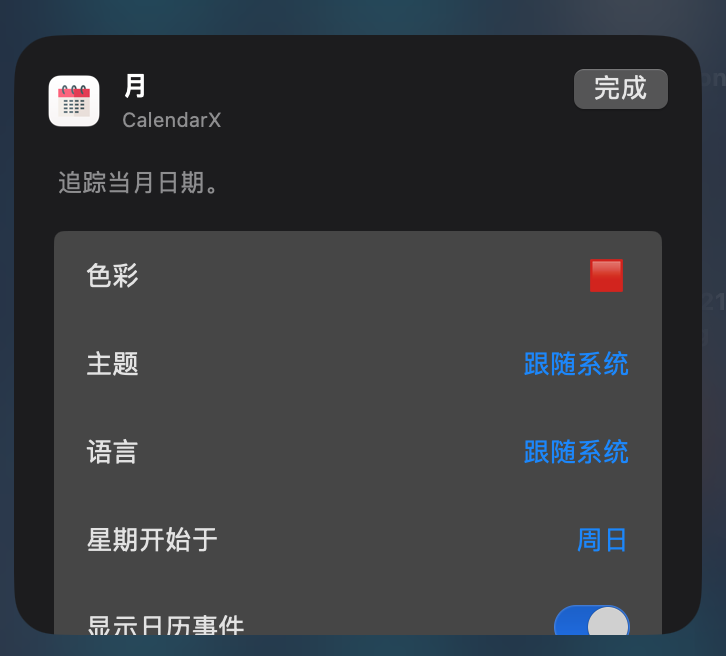 月
完成
CalendarX
追踪当月日期。
色彩
主题 跟随系统
语言 跟随系统
星期开始于 周日
显示日历事件